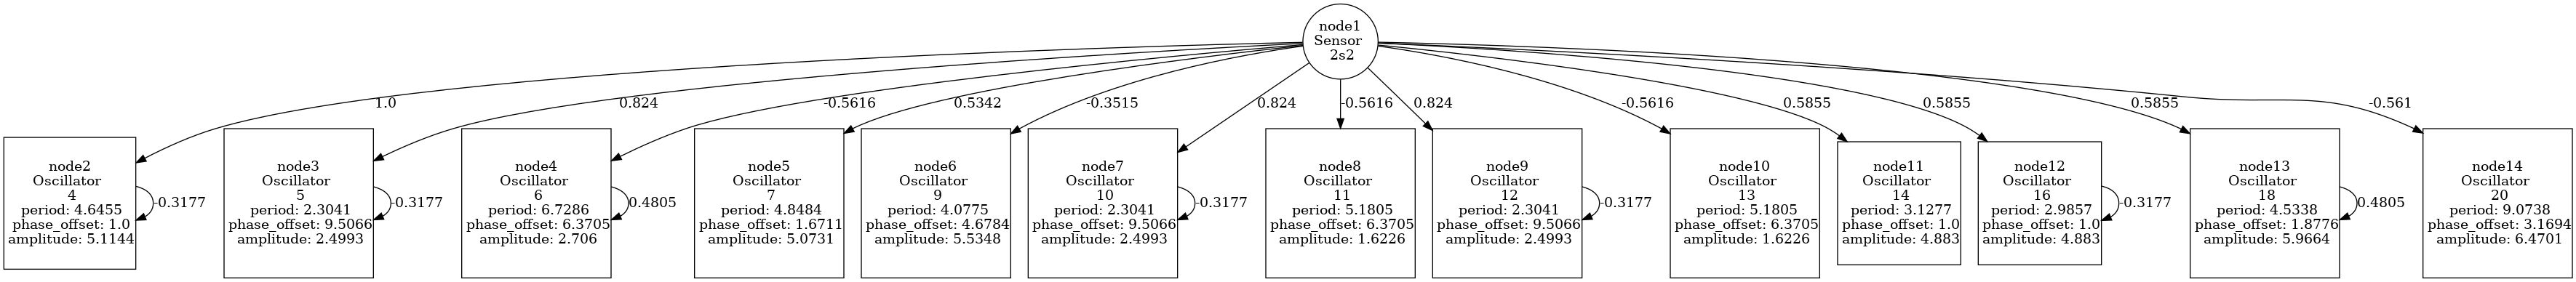 node1
Sensor
2s2
1.0
0.824
-0.5616
0.5342
-0.3515
0.824
-0.5616
0.824
-0.5616
0.5855
0.5855
0.5855
-0.561
node2
Oscillator
4
period: 4.6455
phase_offset: 1.0
amplitude: 5.1144
-0.3177
node3
Oscillator
5
period: 2.3041
phase_offset: 9.5066
amplitude: 2.4993
-0.3177
node4
Oscillator
6
period: 6.7286
phase_offset: 6.3705
amplitude: 2.706
0.4805
node5
Oscillator
7
period: 4.8484
phase_offset: 1.6711
amplitude: 5.0731
node6
Oscillator
9
period: 4.0775
phase_offset: 4.6784
amplitude: 5.5348
node7
Oscillator
10
period: 2.3041
phase_offset: 9.5066
amplitude: 2.4993
-0.3177
node8
Oscillator
11
period: 5.1805
phase_offset: 6.3705
amplitude: 1.6226
node9
Oscillator
12
period: 2.3041
phase_offset: 9.5066
amplitude: 2.4993
-0.3177
node10
Oscillator
13
period: 5.1805
phase_offset: 6.3705
amplitude: 1.6226
node11
Oscillator
14
period: 3.1277
phase_offset: 1.0
amplitude: 4.883
node12
Oscillator
16
period: 2.9857
phase_offset: 1.0
amplitude: 4.883
-0.3177
node13
Oscillator
18
period: 4.5338
phase_offset: 1.8776
amplitude: 5.9664
0.4805
node14
Oscillator
20
period: 9.0738
phase_offset: 3.1694
amplitude: 6.4701